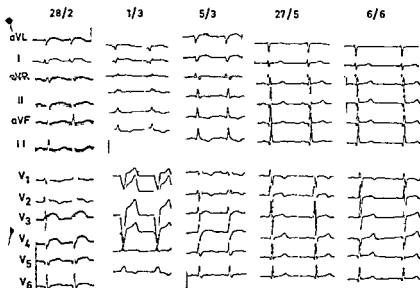 28/2 1/3 5/3 27/5 6/6
aVL
I
aVR
II
aVF
III
V1
V2
V3
V4
V5
V6